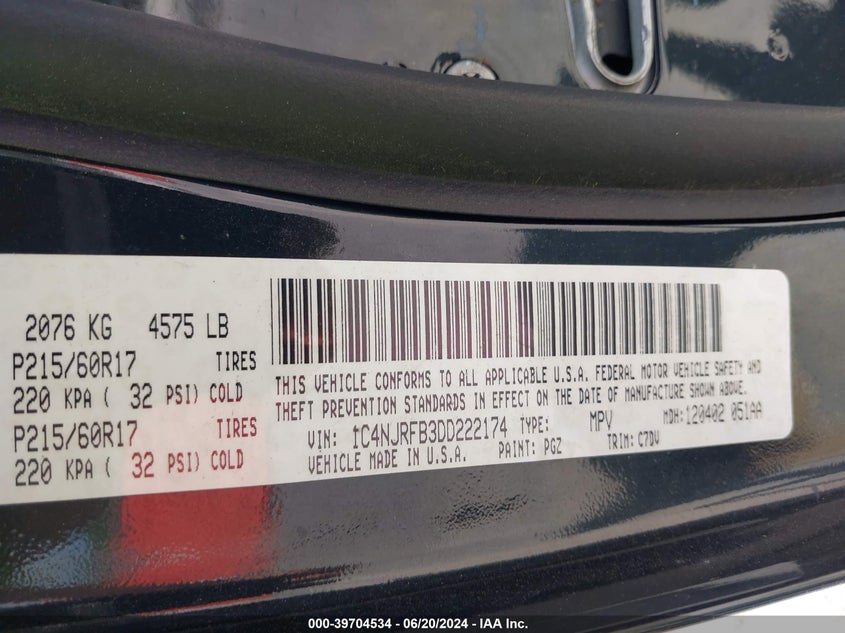 2076 KG 4575 LB
P215/60R17 TIRES
220 KPA ( 32 PSI) COLD
P215/60R17 TIRES
220 KPA ( 32 PSI) COLD
THIS VEHICLE CONFORMS TO ALL APPLICABLE U.S.A. FEDERAL MOTOR VEHICLE SAFETY AND
THEFT PREVENTION STANDARDS IN EFFECT ON THE DATE OF MANUFACTURE SHOWN ABOVE.
VIN: 1C4NJRFB3DD222174 TYPE: MPV MDH: 120402 051AA
VEHICLE MADE IN U.S.A. PAINT: PGZ TRIM: C7DV
000-39704534 / 06/20/2024 / IAA Inc.